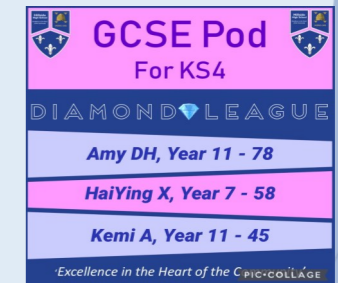 GCSE Pod
For KS4
DIAMOND LEAGUE
Amy DH, Year 11 - 78
HaiYing X, Year 7 - 58
Kemi A, Year 11 - 45
'Excellence in the Heart of the
PIC•COLLAGE